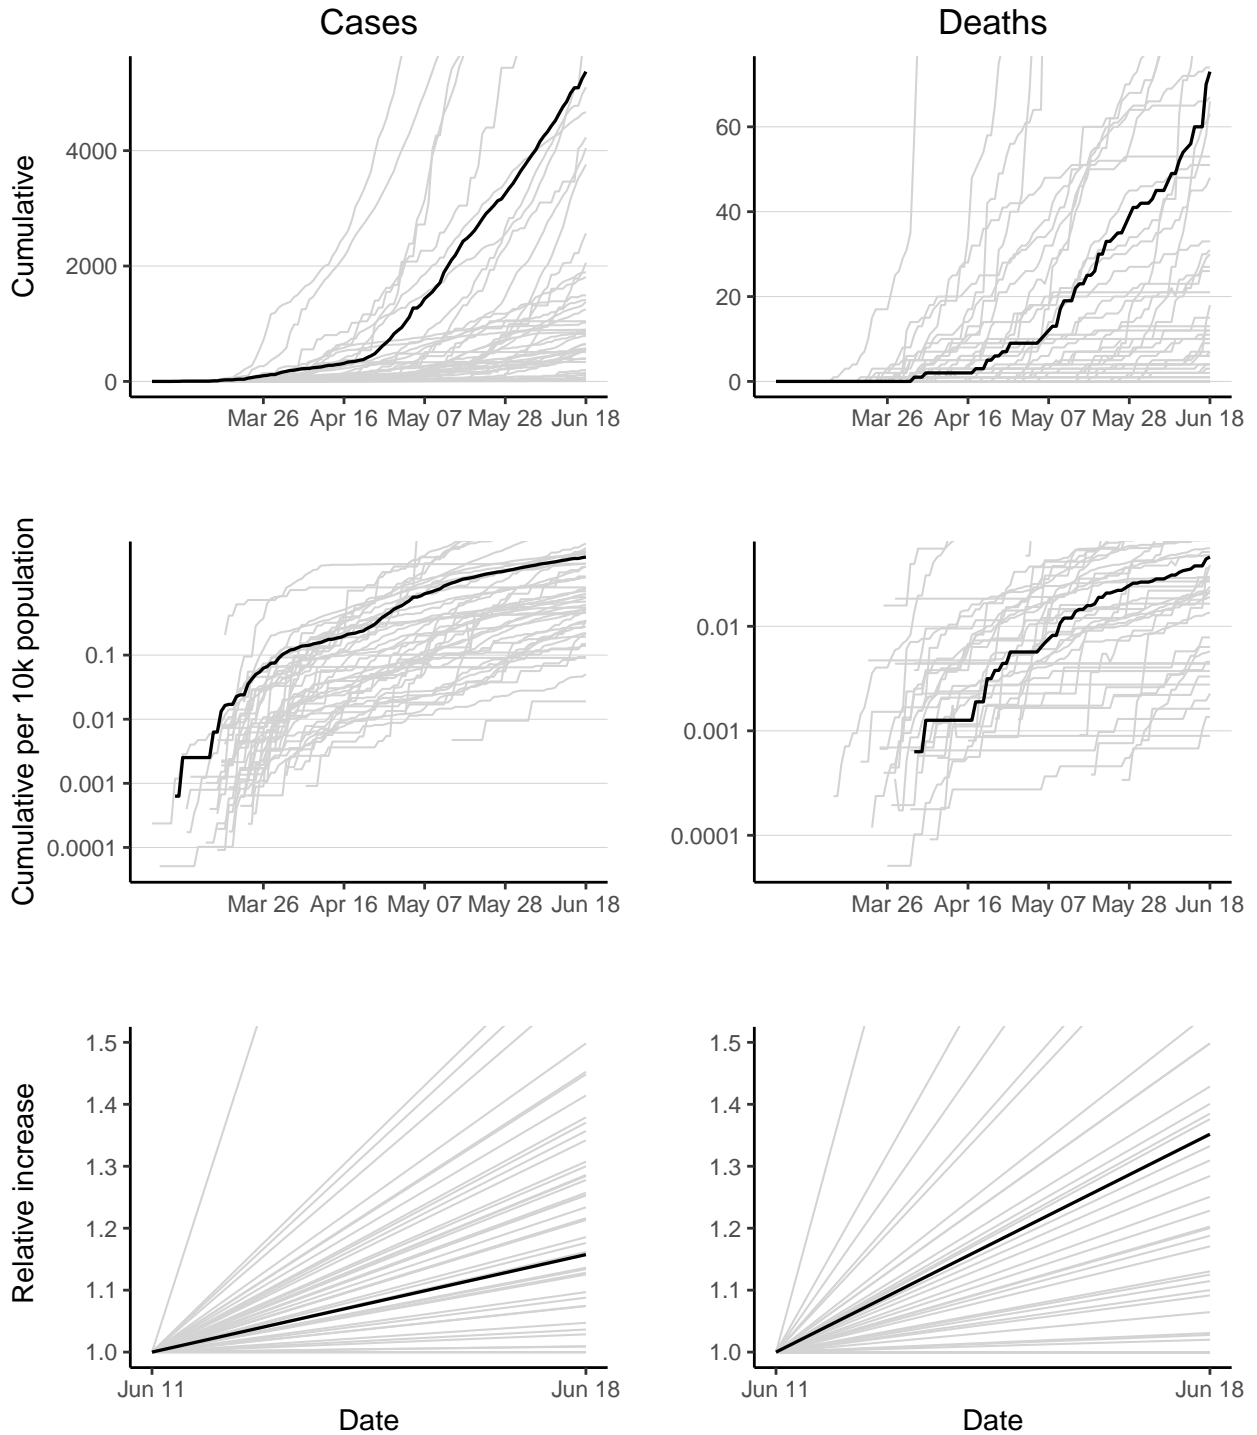 Cases
Deaths
Cumulative
4000
2000
0
Mar 26 Apr 16 May 07 May 28 Jun 18
60
40
20
0
Mar 26 Apr 16 May 07 May 28 Jun 18
Cumulative per 10k population
0.1
0.01
0.001
0.0001
Mar 26 Apr 16 May 07 May 28 Jun 18
0.01
0.001
0.0001
Mar 26 Apr 16 May 07 May 28 Jun 18
Relative increase
1.5
1.4
1.3
1.2
1.1
1.0
Jun 11 Jun 18
Date
1.5
1.4
1.3
1.2
1.1
1.0
Jun 11 Jun 18
Date